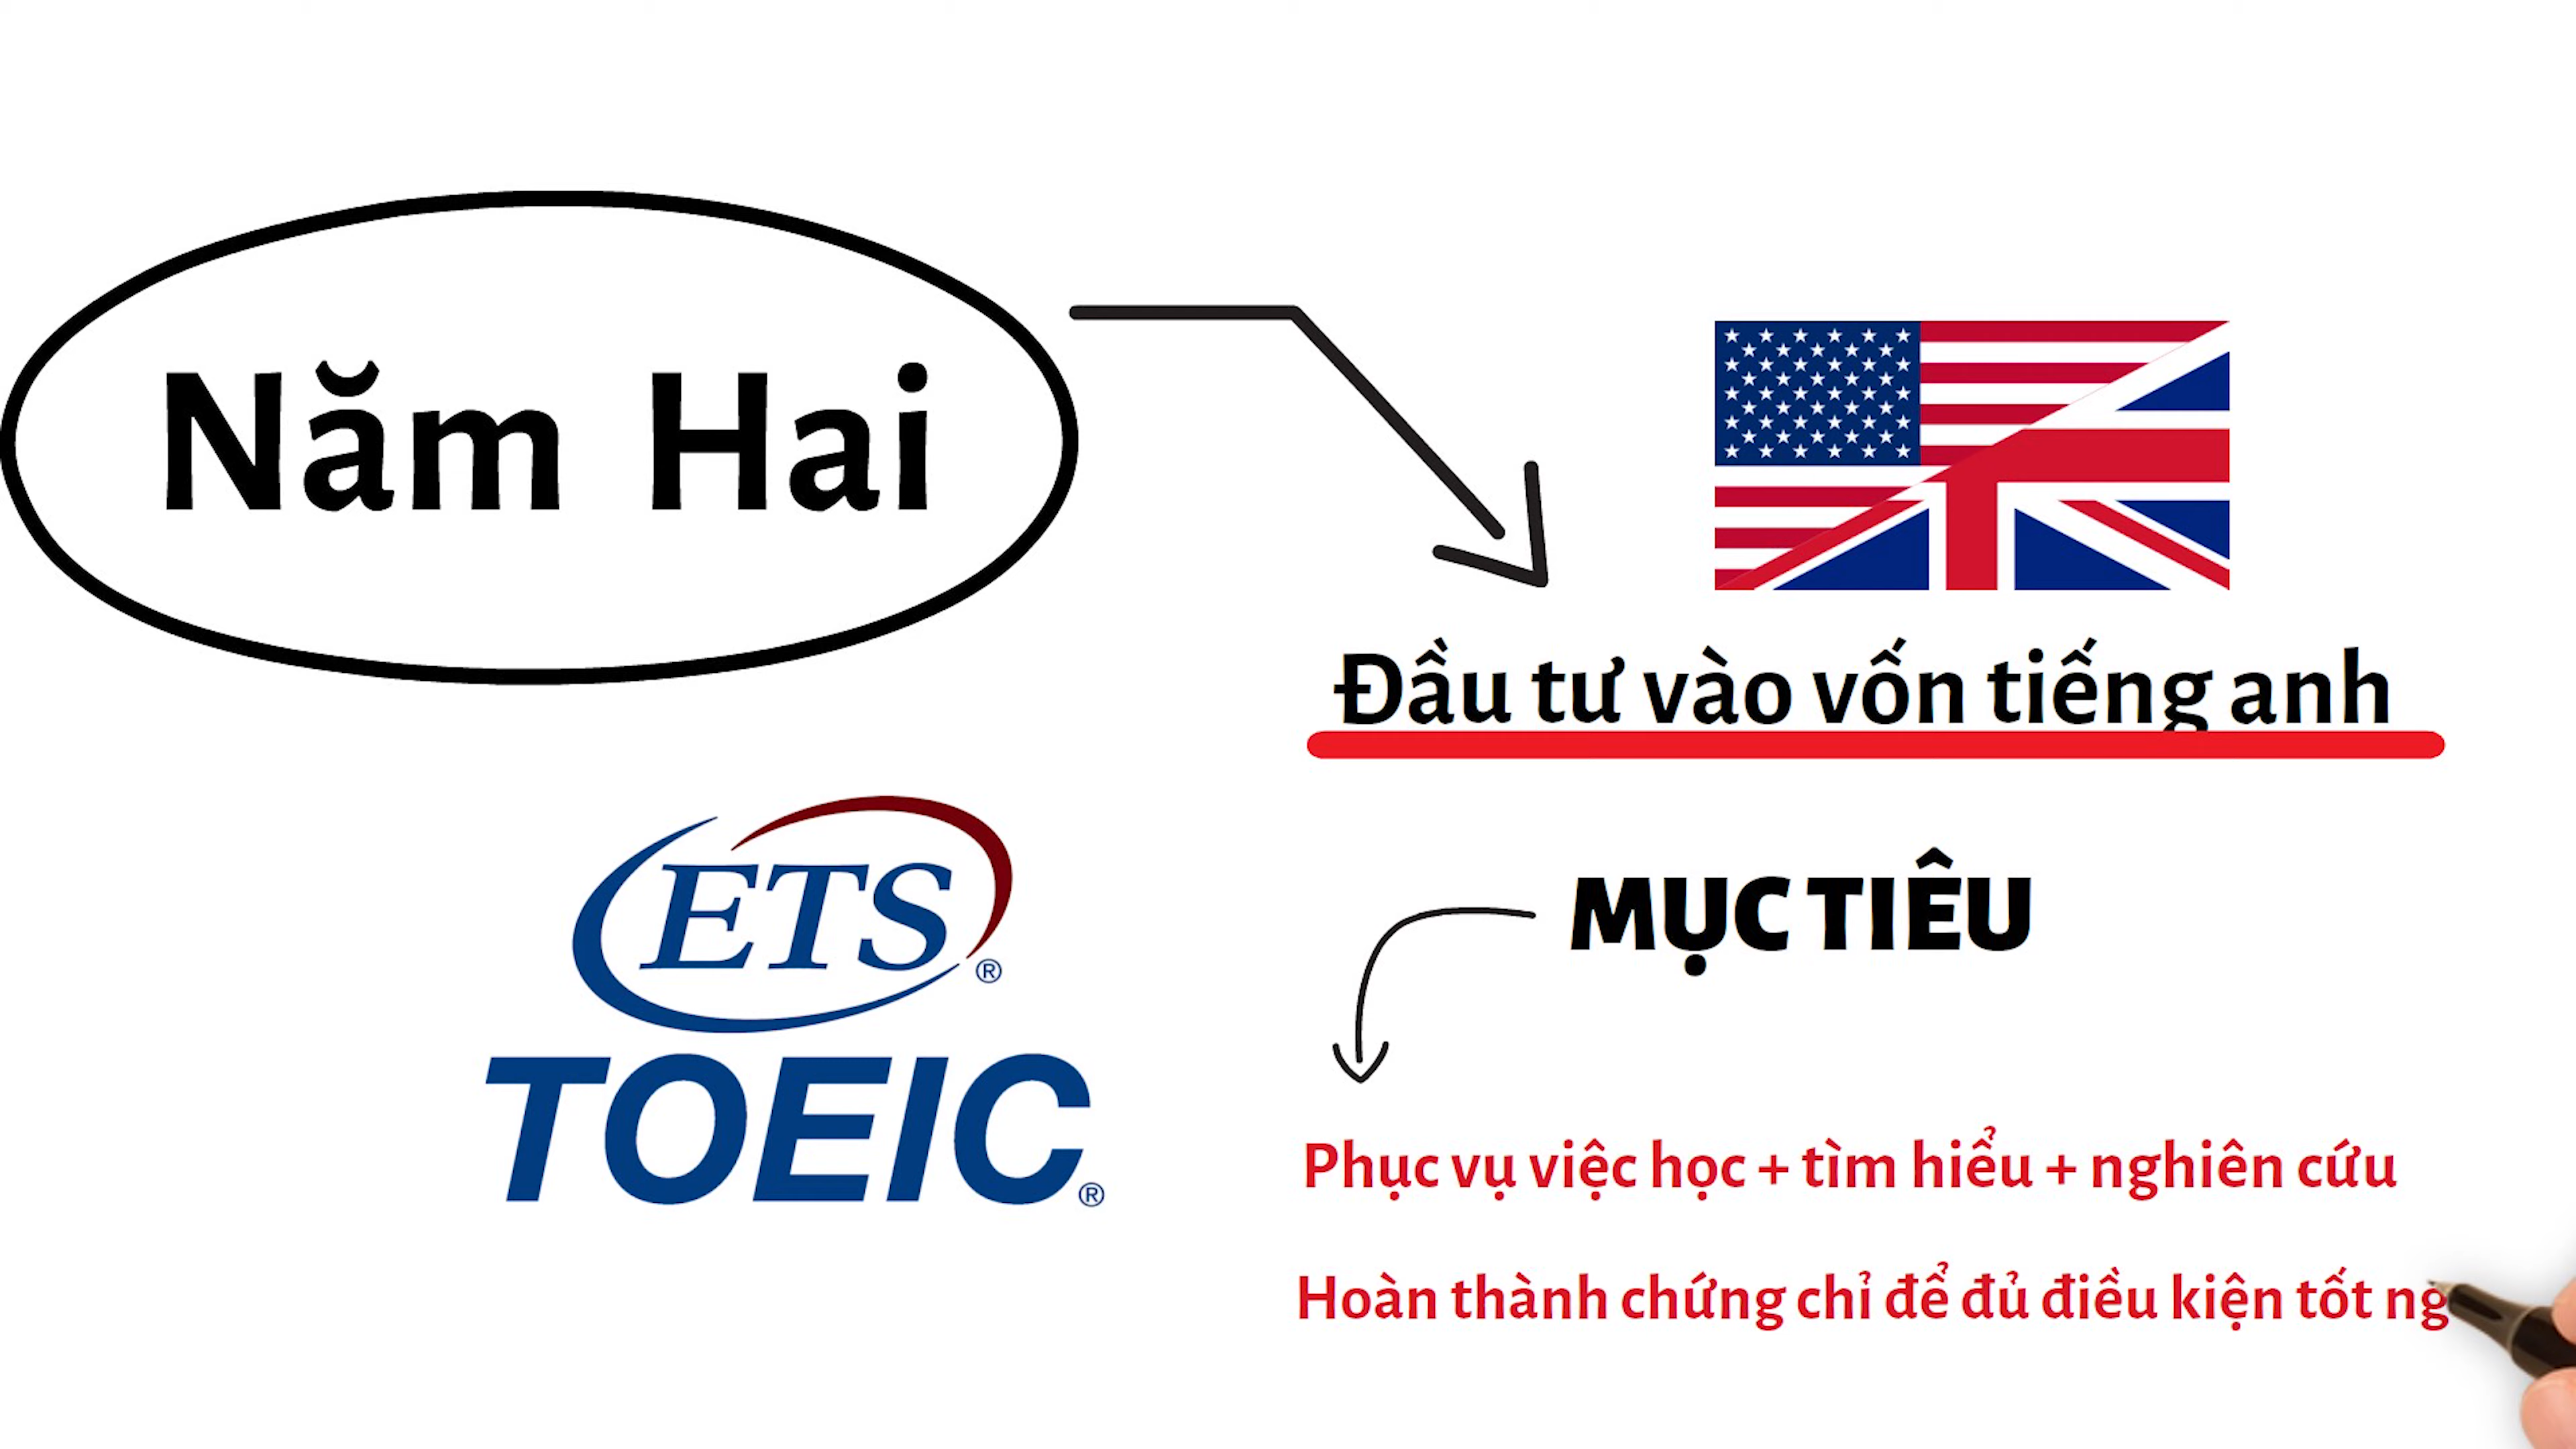 Năm Hai
Đầu tư vào vốn tiếng anh
ETS®
TOEIC®
MỤC TIÊU
Phục vụ việc học + tìm hiểu + nghiên cứu
Hoàn thành chứng chỉ để đủ điều kiện tốt ng